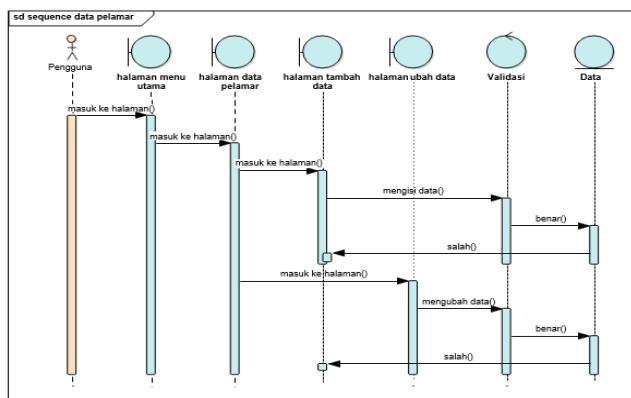 sd sequence data pelamar
Pengguna
halaman menu
utama
halaman data
pelamar
halaman tambah
data
halaman ubah data
Validasi
Data
masuk ke halaman()
masuk ke halaman()
masuk ke halaman()
mengisi data()
benar()
salah()
masuk ke halaman()
mengubah data()
benar()
salah()